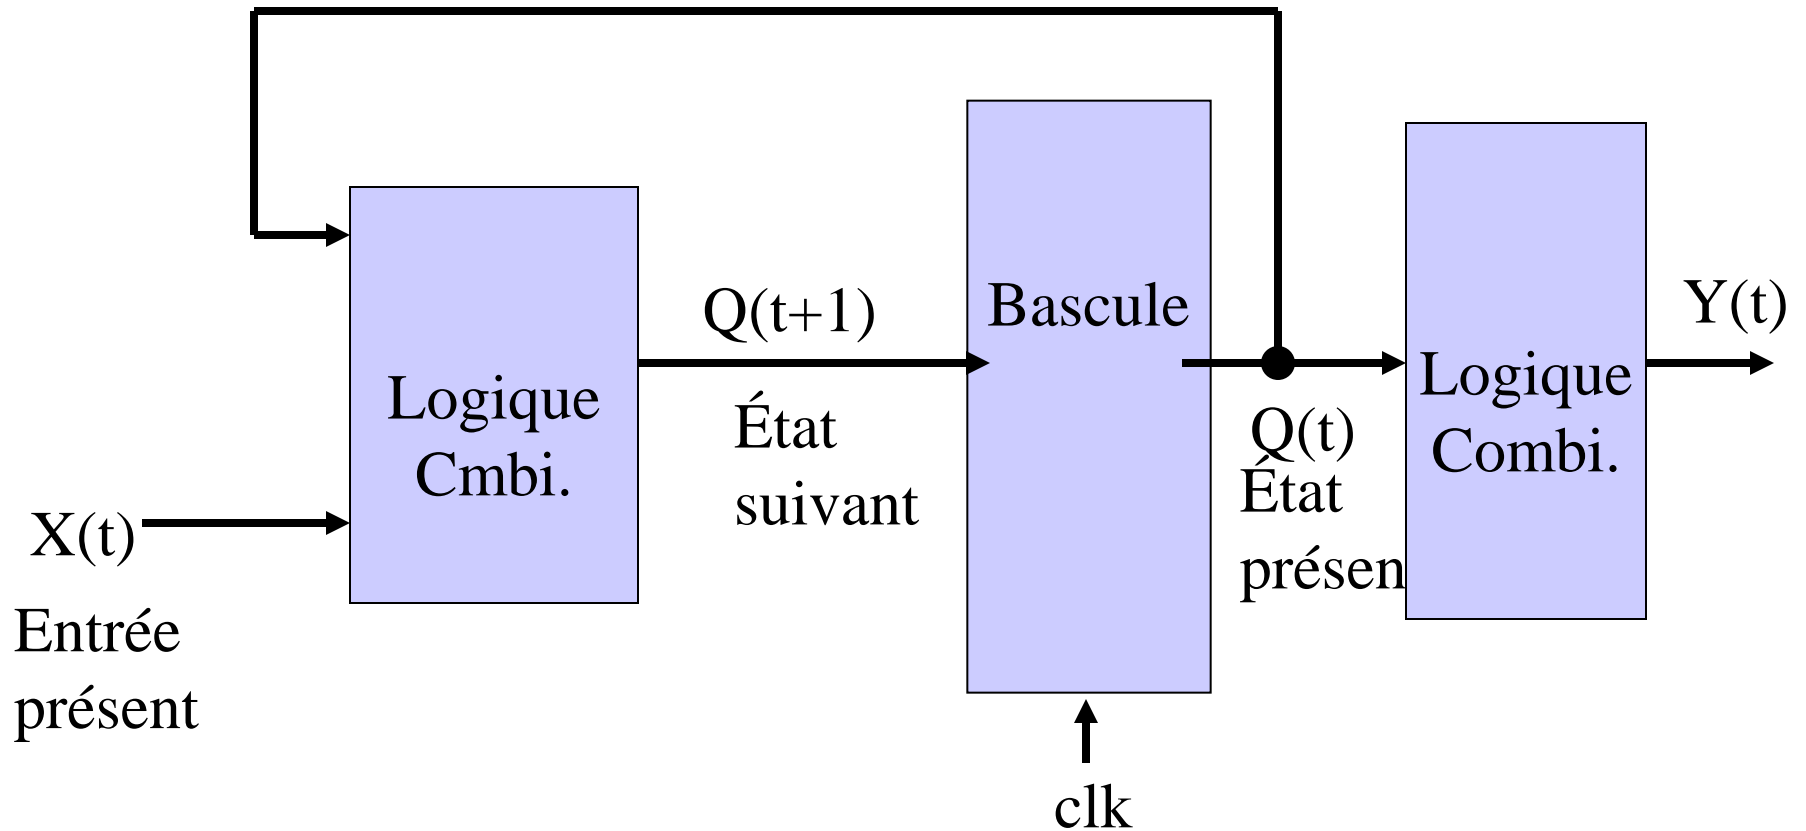 Q(t+1)
Bascule
Y(t)
Logique
Cmbi.
État
suivant
Q(t)
État
présen
Logique
Combi.
X(t)
Entrée
présent
clk